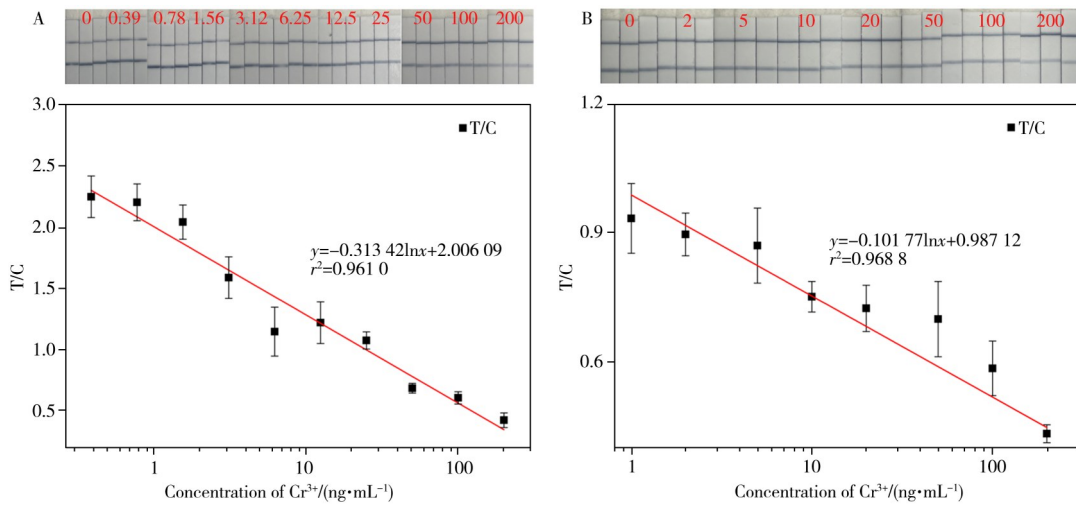 A
0 0.39 0.78 1.56 3.12 6.25 12.5 25 50 100 200
3.0
2.5
2.0
1.5
1.0
0.5
T/C
T/C
y=−0.313 42lnx+2.006 09
r²=0.961 0
1 10 100
Concentration of Cr³⁺/(ng•mL⁻¹)
B
0 2 5 10 20 50 100 200
1.2
0.9
0.6
T/C
T/C
y=−0.101 77lnx+0.987 12
r²=0.968 8
1 10 100
Concentration of Cr³⁺/(ng•mL⁻¹)